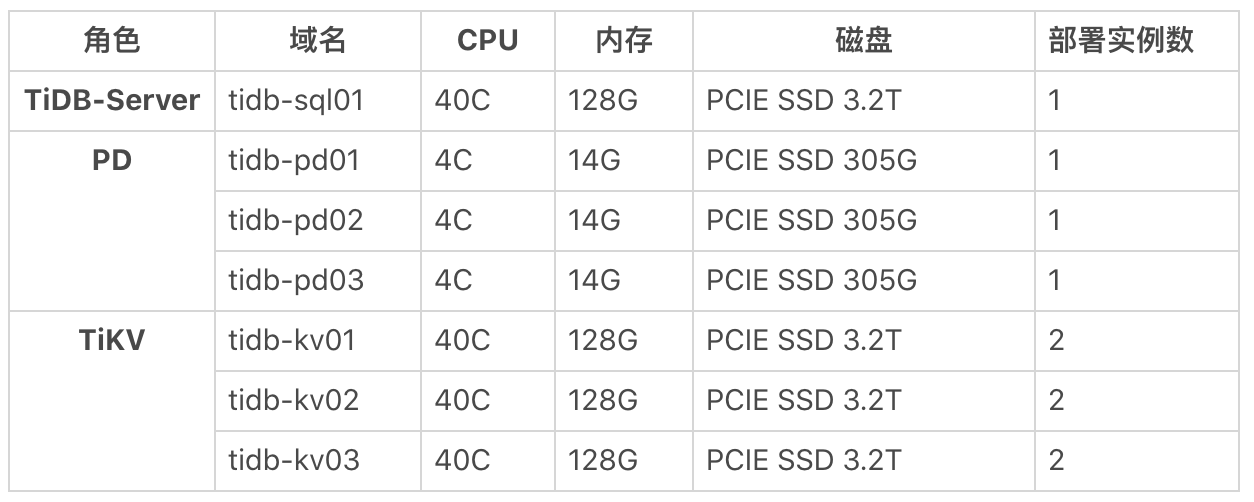 角色 域名 CPU 内存 磁盘 部署实例数
TiDB-Server tidb-sql01 40C 128G PCIE SSD 3.2T 1
PD tidb-pd01 4C 14G PCIE SSD 305G 1
tidb-pd02 4C 14G PCIE SSD 305G 1
tidb-pd03 4C 14G PCIE SSD 305G 1
TiKV tidb-kv01 40C 128G PCIE SSD 3.2T 2
tidb-kv02 40C 128G PCIE SSD 3.2T 2
tidb-kv03 40C 128G PCIE SSD 3.2T 2